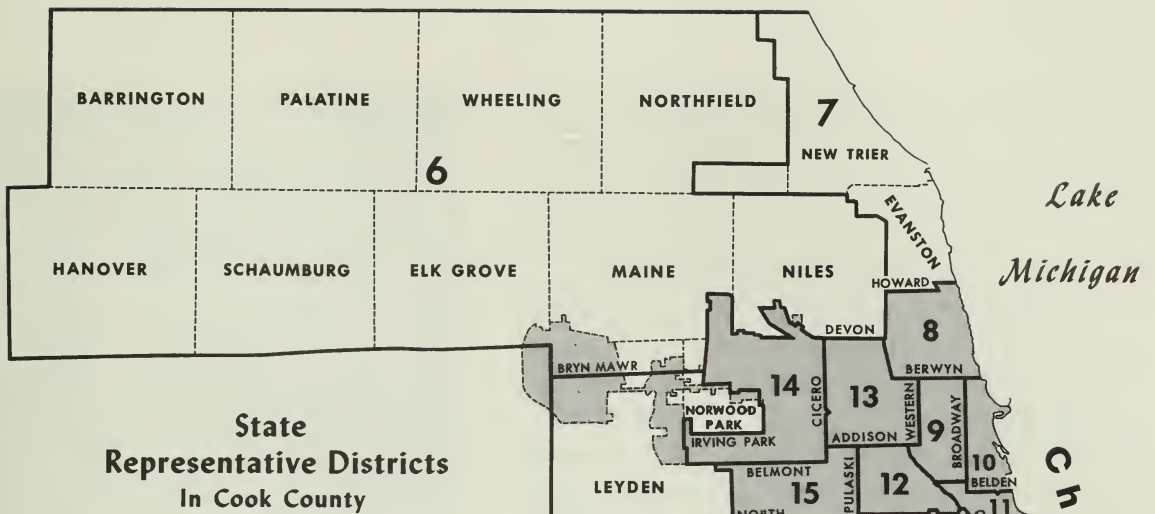 BARRINGTON
PALATINE
WHEELING
NORTHFIELD
7
NEW TRIER
6
EVANSTON
Lake
Michigan
HANOVER
SCHAUMBURG
ELK GROVE
MAINE
NILES
HOWARD
DEVON
8
BRYN MAWR
BERWYN
14
CICERO
13
WESTERN
NORWOOD
PARK
9
BROADWAY
State
Representative Districts
In Cook County
IRVING PARK
ADDISON
10
BELDEN
LEYDEN
BELMONT
15
PULASKI
12
11
NORTH
Ch